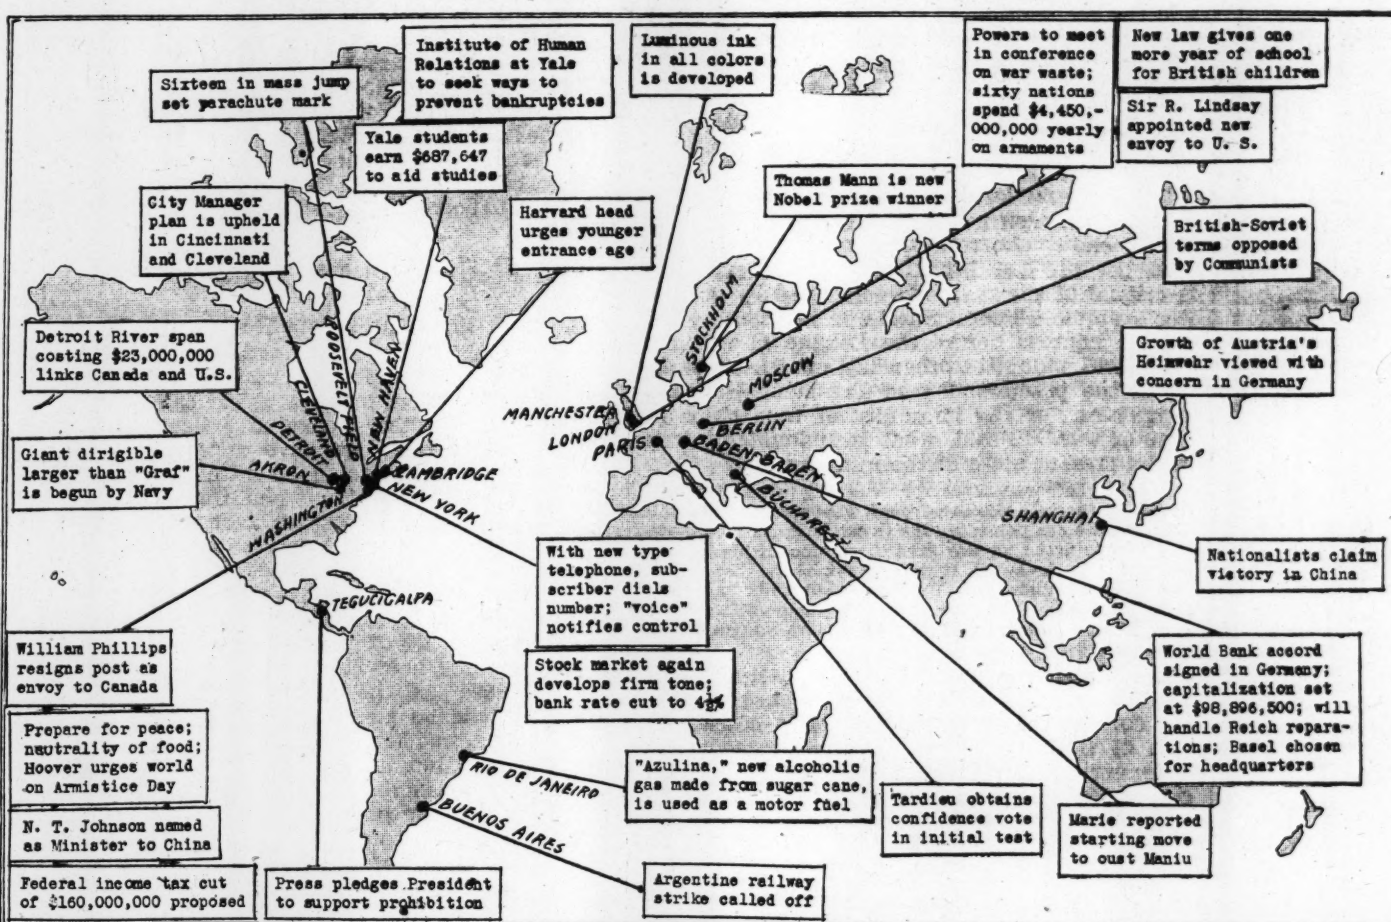 Sixteen in mass jump
set parachute mark
Institute of Human
Relations at Yale
to seek ways to
prevent bankruptcies
Luminous ink
in all colors
is developed
Powers to meet
in conference
on war waste;
sixty nations
spend $4,450,-
000,000 yearly
on armaments
New law gives one
more year of school
for British children
Sir R. Lindsay
appointed new
envoy to U. S.
Yale students
earn $687,647
to aid studies
City Manager
plan is upheld
in Cincinnati
and Cleveland
Harvard head
urges younger
entrance age
Thomas Mann is new
Nobel priza winner
British-Soviet
terms opposed
by Communists
Detroit River span
costing $23,000,000
links Canada and U.S.
Growth of Austria's
Heimwehr viewed with
concern in Germany
Giant dirigible
larger than "Graf"
is begun by Navy
ROOSEVELT FIELD
CLEVELAND
DETROIT
AKRON
NEW HAVEN
CAMBRIDGE
NEW YORK
WASHINGTON
STOCKHOLM
MOSCOW
MANCHESTER
LONDON
PARIS
BERLIN
BADEN-BADEN
BUCHAREST
SHANGHAI
Nationalists claim
victory in China
With new type
telephone, sub-
scriber dials
number; "voice"
notifies control
TEGUCIGALPA
William Phillips
resigns post as
envoy to Canada
Stock market again
develops firm tone;
bank rate cut to 4½%
World Bank accord
signed in Germany;
capitalization set
at $98,896,500; will
handle Reich repara-
tions; Basel chosen
for headquarters
Prepare for peace;
neutrality of food;
Hoover urges world
on Armistice Day
RIO DE JANEIRO
"Azulina," new alcoholic
gas made from sugar cane,
is used as a motor fuel
BUENOS AIRES
Tardieu obtains
confidence vote
in initial test
Marie reported
starting move
to oust Maniu
N. T. Johnson named
as Minister to China
Federal income tax cut
of $160,000,000 proposed
Press pledges President
to support prohibition
Argentine railway
strike called off